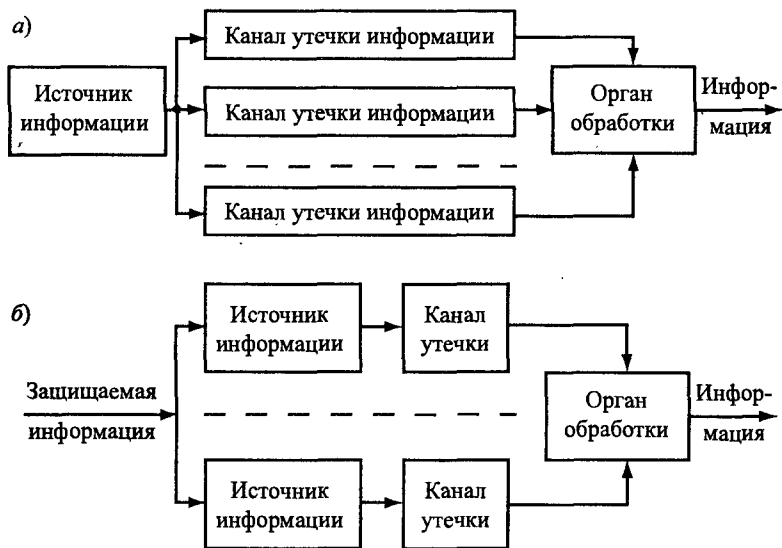 а)
Канал утечки информации
Источник
информации
Канал утечки информации
Орган
обработки
Инфор-
мация
Канал утечки информации
б)
Источник
информации
Канал
утечки
Защищаемая
информация
Орган
обработки
Инфор-
мация
Источник
информации
Канал
утечки